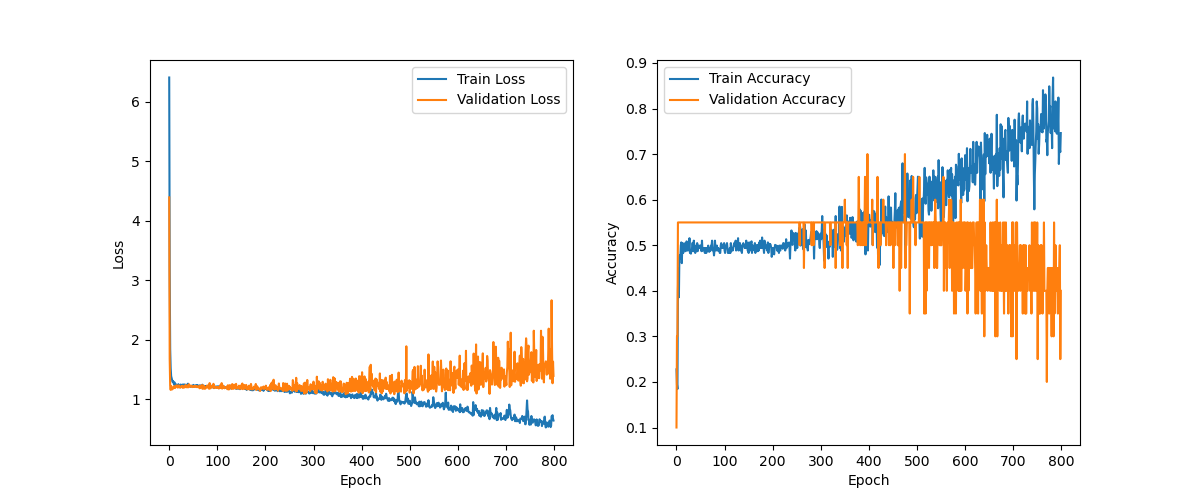 Train Loss
Validation Loss
6
5
4
3
2
1
Loss
0 100 200 300 400 500 600 700 800
Epoch
Train Accuracy
Validation Accuracy
0.9
0.8
0.7
0.6
0.5
0.4
0.3
0.2
0.1
Accuracy
0 100 200 300 400 500 600 700 800
Epoch